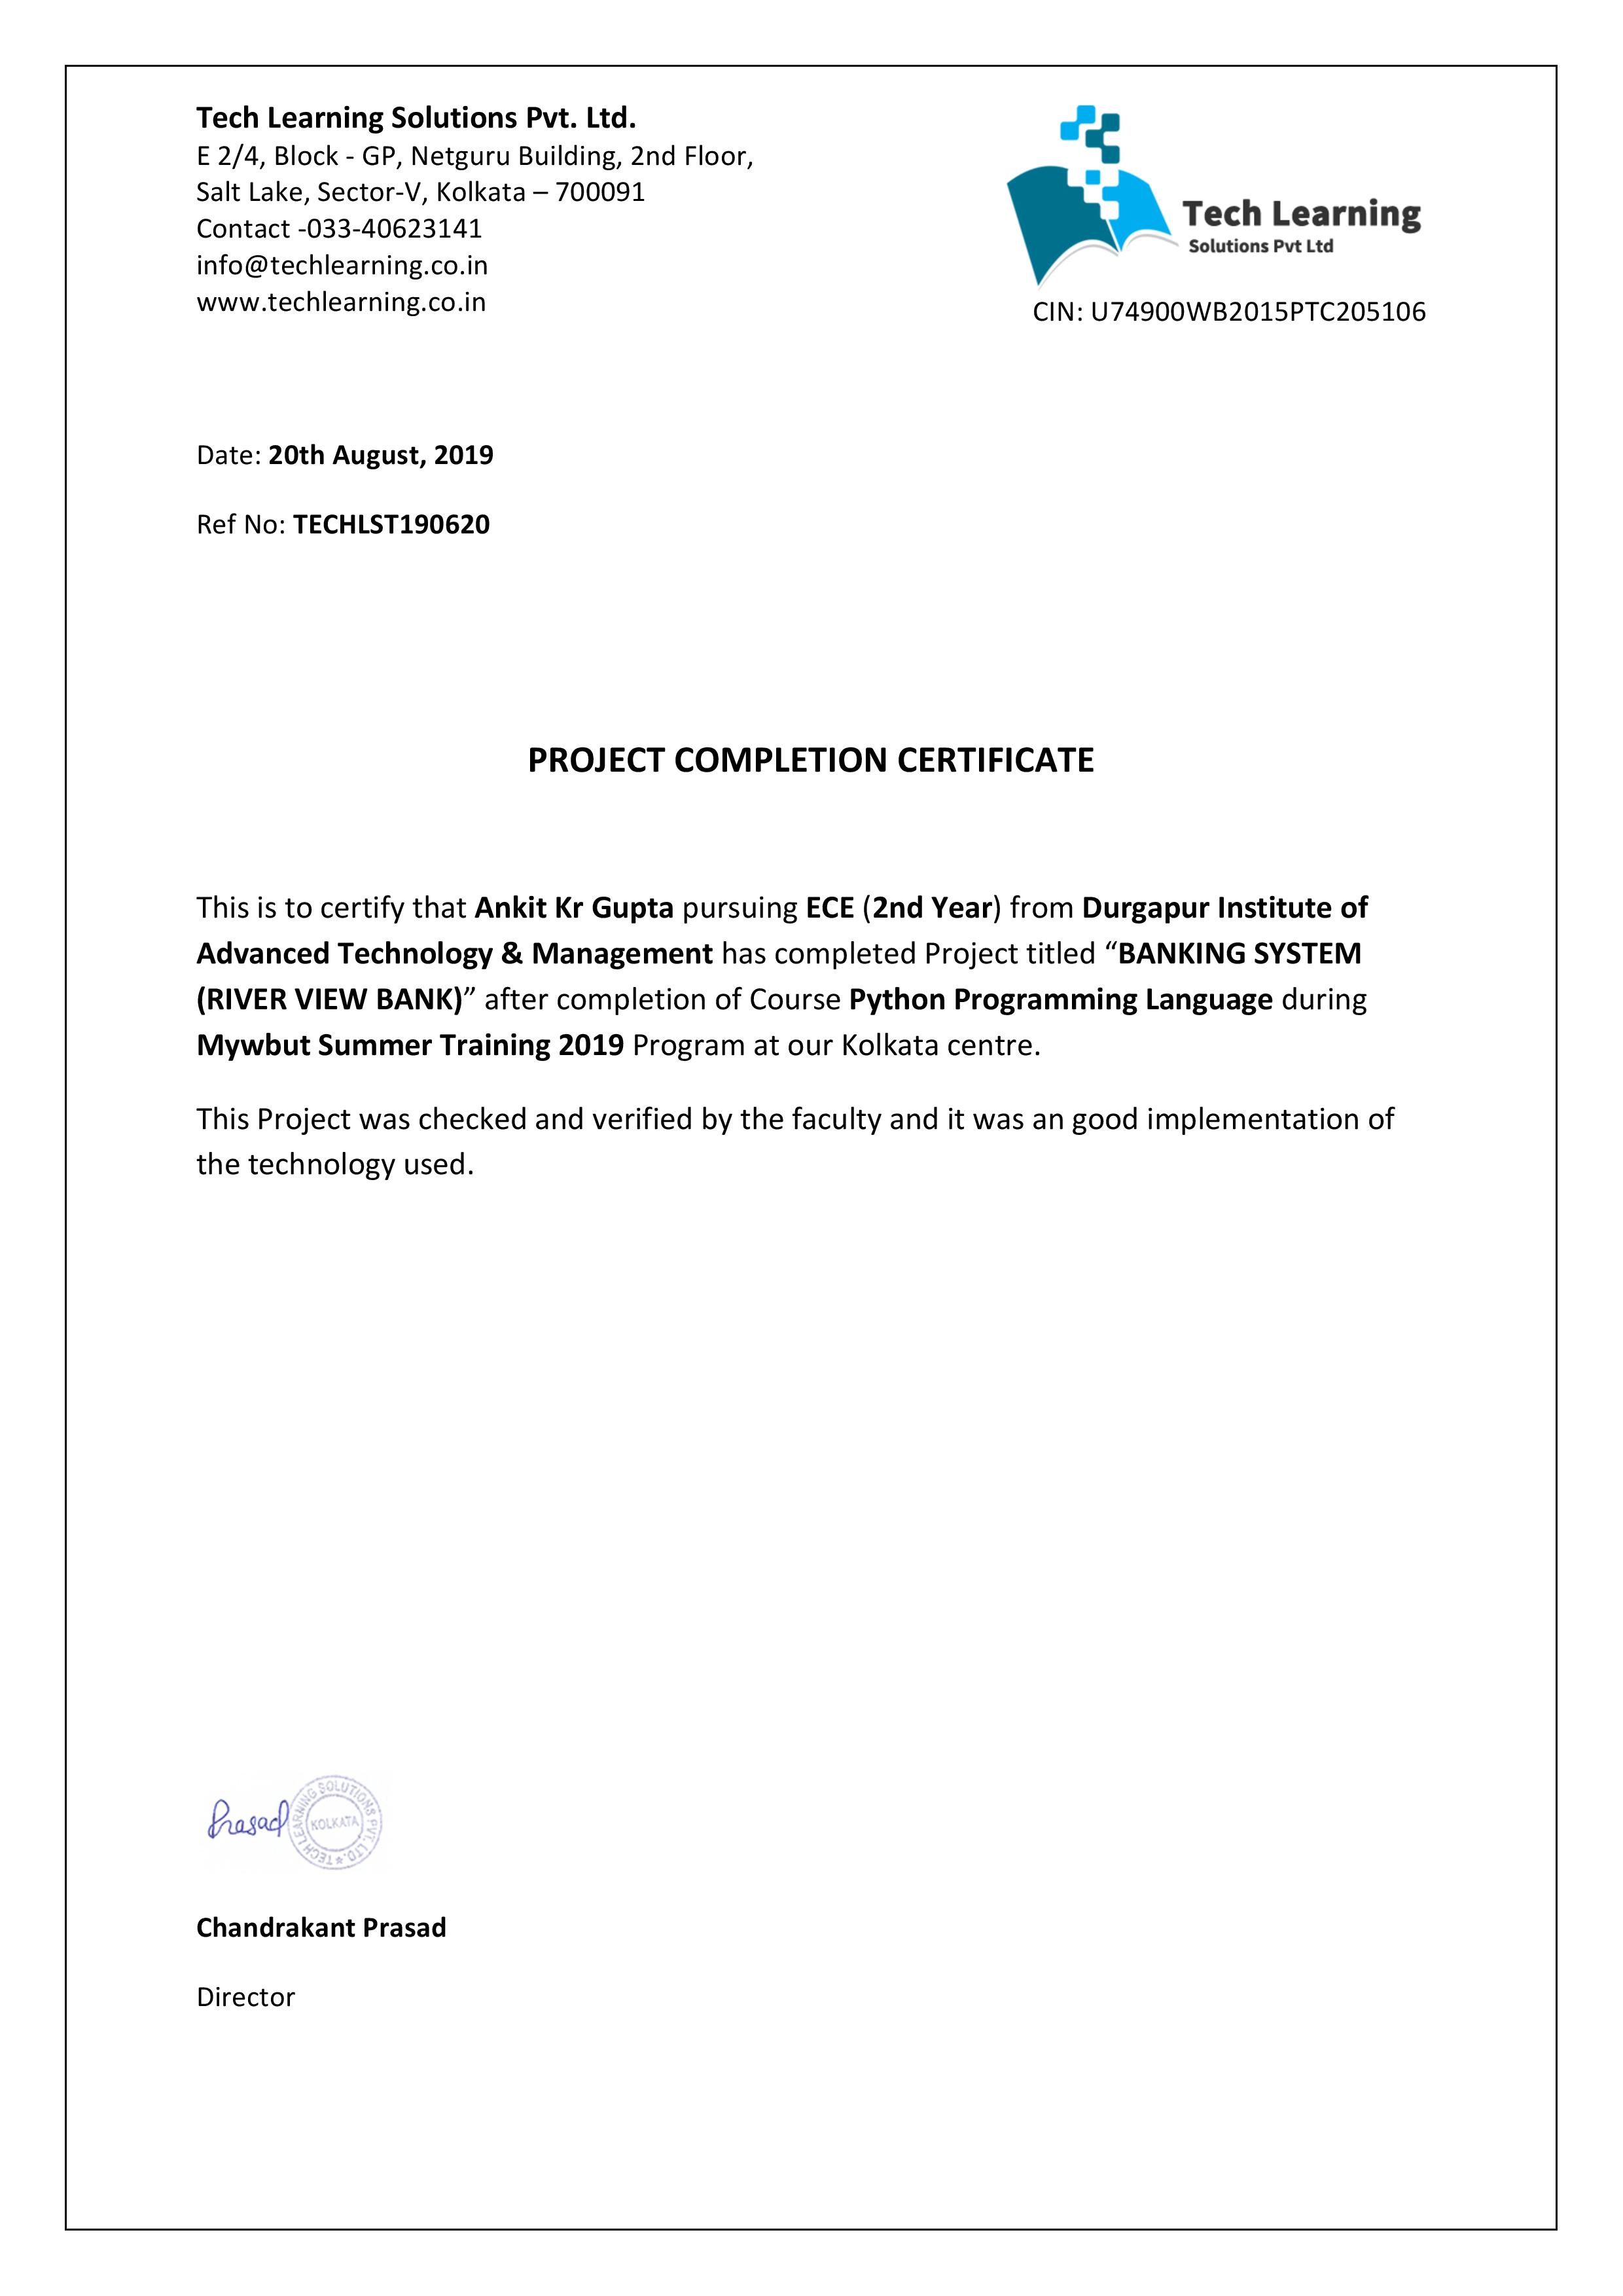 Tech Learning Solutions Pvt. Ltd.
E 2/4, Block - GP, Netguru Building, 2nd Floor,
Salt Lake, Sector-V, Kolkata – 700091
Contact -033-40623141
info@techlearning.co.in
www.techlearning.co.in
Tech Learning
Solutions Pvt Ltd
CIN: U74900WB2015PTC205106
Date: 20th August, 2019
Ref No: TECHLST190620
PROJECT COMPLETION CERTIFICATE
This is to certify that Ankit Kr Gupta pursuing ECE (2nd Year) from Durgapur Institute of
Advanced Technology & Management has completed Project titled “BANKING SYSTEM
(RIVER VIEW BANK)” after completion of Course Python Programming Language during
Mywbut Summer Training 2019 Program at our Kolkata centre.
This Project was checked and verified by the faculty and it was an good implementation of
the technology used.
Prasad
TECH LEARNING SOLUTIONS PVT. LTD.
KOLKATA
Chandrakant Prasad
Director